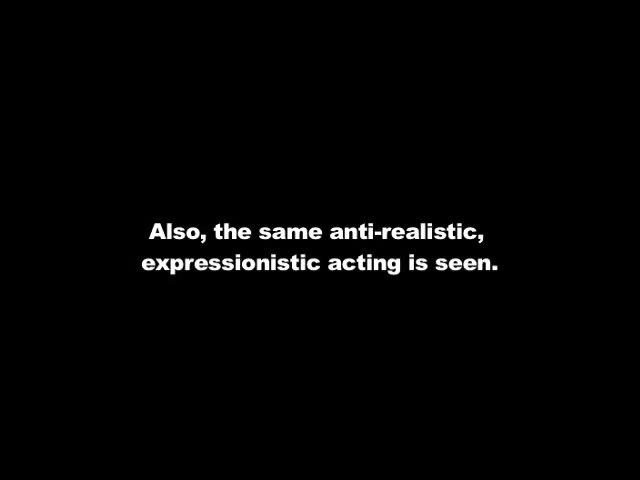 Also, the same anti-realistic,
expressionistic acting is seen.